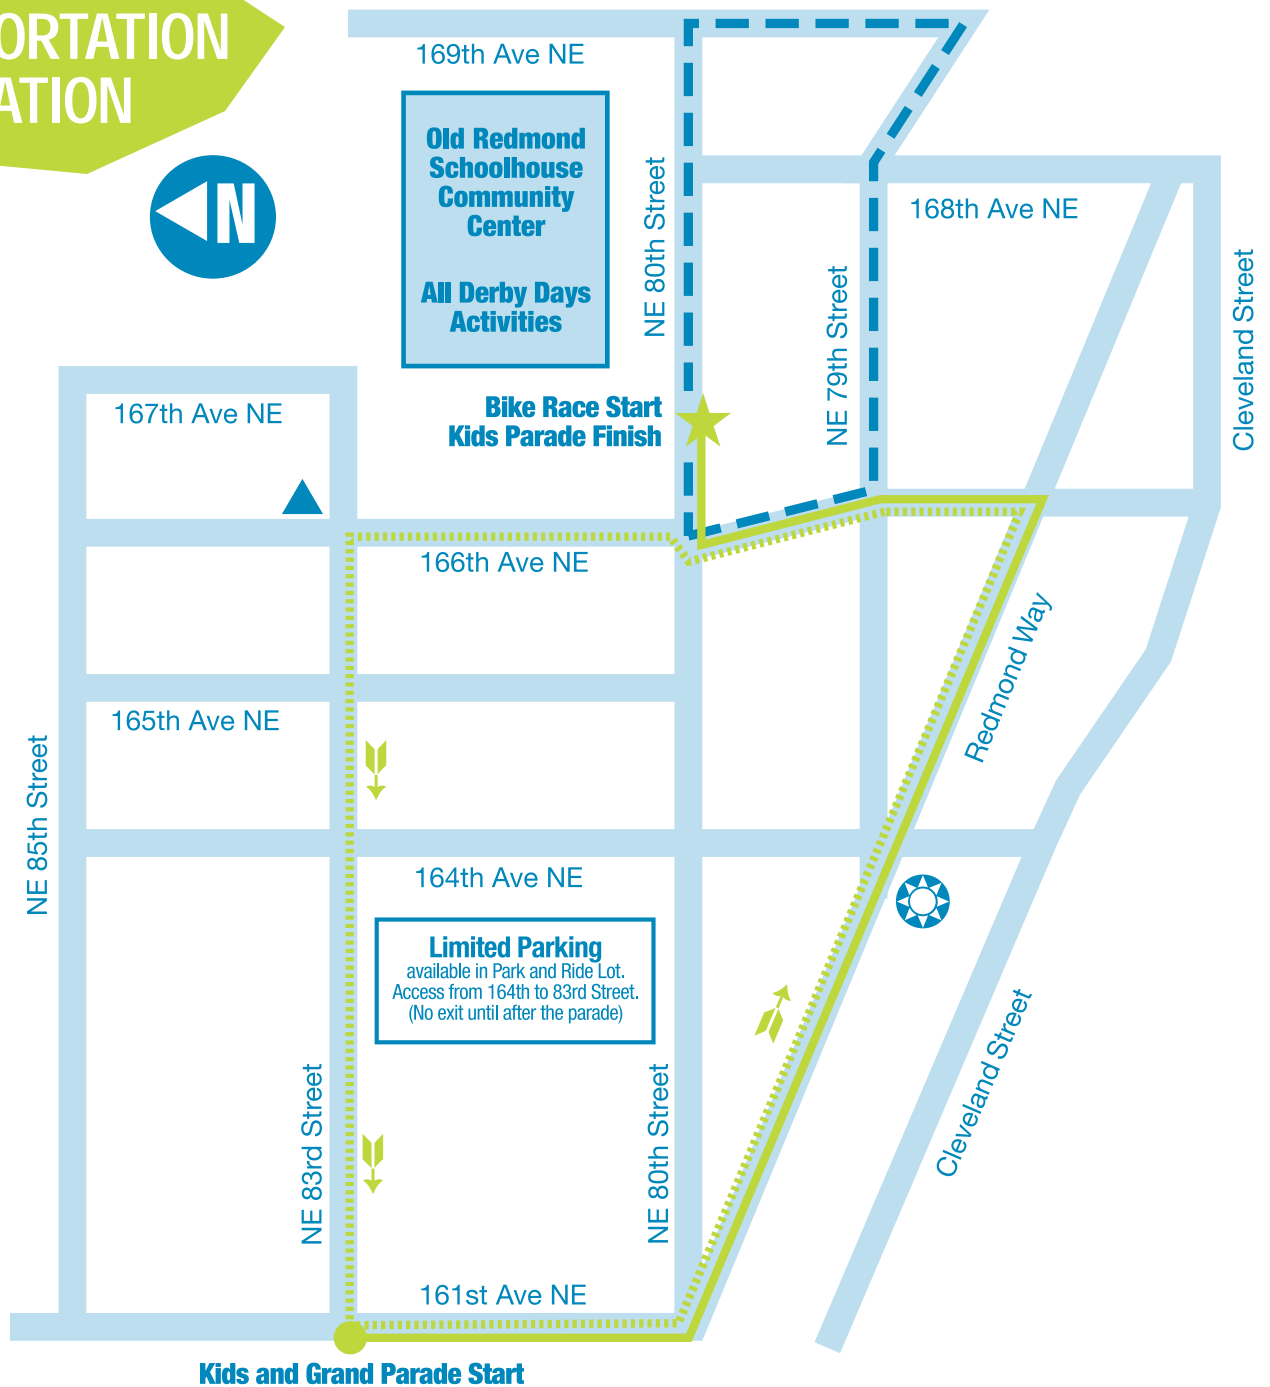 ORTATION
ATION
N
169th Ave NE
Old Redmond
Schoolhouse
Community
Center
All Derby Days
Activities
NE 80th Street
168th Ave NE
NE 79th Street
Cleveland Street
167th Ave NE
Bike Race Start
Kids Parade Finish
166th Ave NE
Redmond Way
165th Ave NE
NE 85th Street
164th Ave NE
Limited Parking
available in Park and Ride Lot.
Access from 164th to 83rd Street.
(No exit until after the parade)
NE 83rd Street
NE 80th Street
Cleveland Street
161st Ave NE
Kids and Grand Parade Start